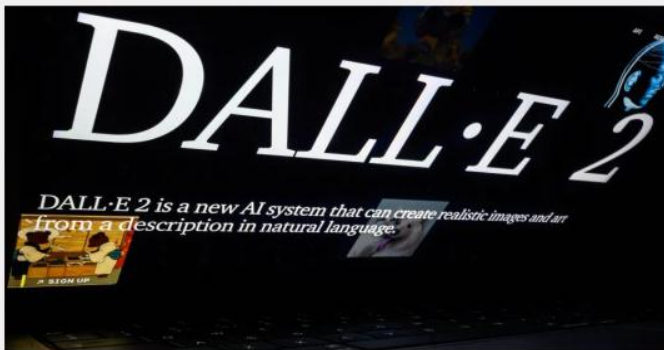 DALL·E 2
DALL·E 2 is a new AI system that can create realistic images and art
from a description in natural language.
↗ SIGN UP